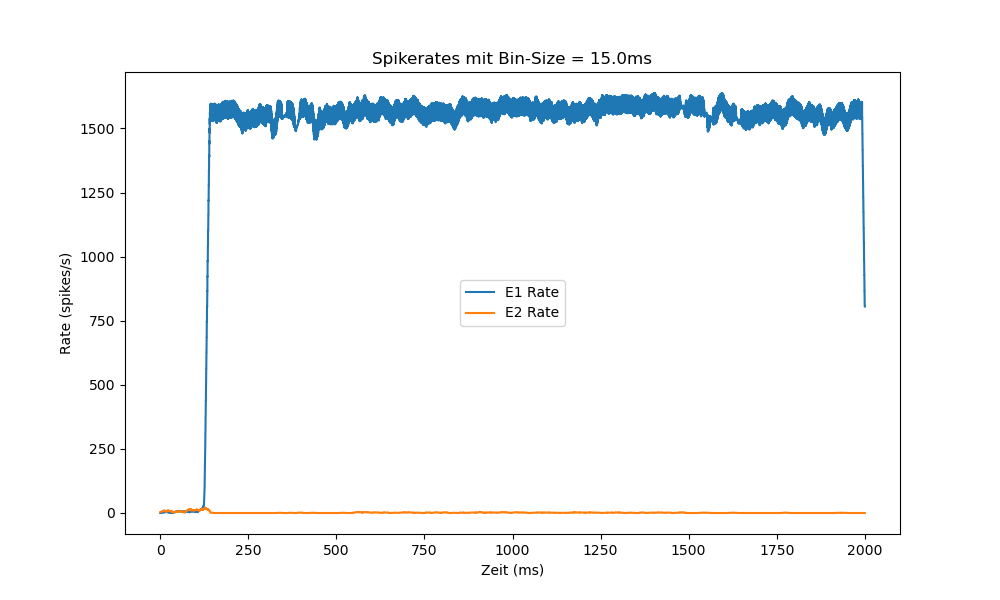 Spikerates mit Bin-Size = 15.0ms
Rate (spikes/s)
1500
1250
1000
750
500
250
0
E1 Rate
E2 Rate
0 250 500 750 1000 1250 1500 1750 2000
Zeit (ms)